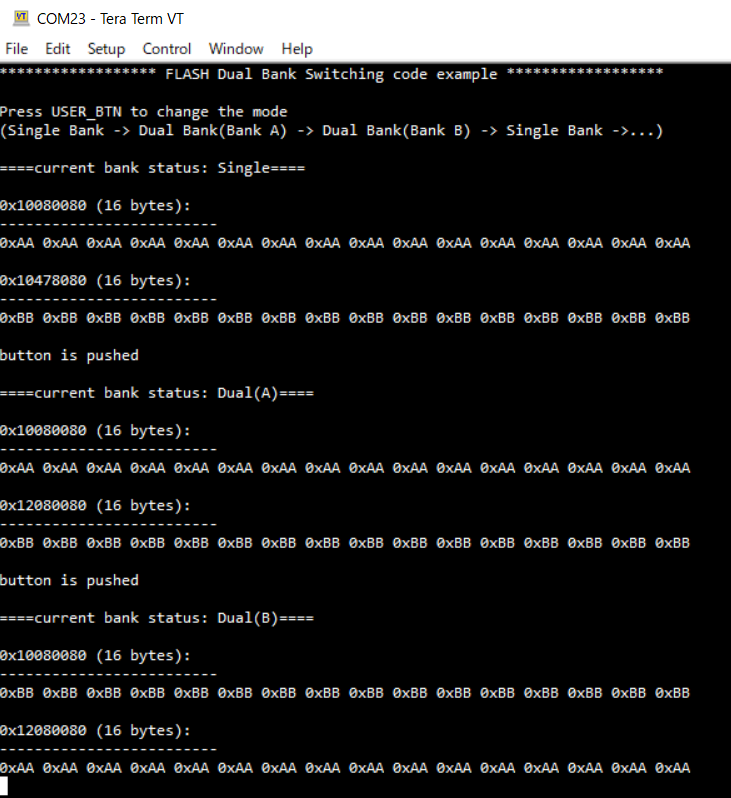 COM23 - Tera Term VT
File Edit Setup Control Window Help
****************** FLASH Dual Bank Switching code example ******************
Press USER_BTN to change the mode
(Single Bank -> Dual Bank(Bank A) -> Dual Bank(Bank B) -> Single Bank ->...)
====current bank status: Single====
0x10080080 (16 bytes):
-------------------------
0xAA 0xAA 0xAA 0xAA 0xAA 0xAA 0xAA 0xAA 0xAA 0xAA 0xAA 0xAA 0xAA 0xAA 0xAA 0xAA
0x10478080 (16 bytes):
-------------------------
0xBB 0xBB 0xBB 0xBB 0xBB 0xBB 0xBB 0xBB 0xBB 0xBB 0xBB 0xBB 0xBB 0xBB 0xBB 0xBB
button is pushed
====current bank status: Dual(A)====
0x10080080 (16 bytes):
-------------------------
0xAA 0xAA 0xAA 0xAA 0xAA 0xAA 0xAA 0xAA 0xAA 0xAA 0xAA 0xAA 0xAA 0xAA 0xAA 0xAA
0x12080080 (16 bytes):
-------------------------
0xBB 0xBB 0xBB 0xBB 0xBB 0xBB 0xBB 0xBB 0xBB 0xBB 0xBB 0xBB 0xBB 0xBB 0xBB 0xBB
button is pushed
====current bank status: Dual(B)====
0x10080080 (16 bytes):
-------------------------
0xBB 0xBB 0xBB 0xBB 0xBB 0xBB 0xBB 0xBB 0xBB 0xBB 0xBB 0xBB 0xBB 0xBB 0xBB 0xBB
0x12080080 (16 bytes):
-------------------------
0xAA 0xAA 0xAA 0xAA 0xAA 0xAA 0xAA 0xAA 0xAA 0xAA 0xAA 0xAA 0xAA 0xAA 0xAA 0xAA